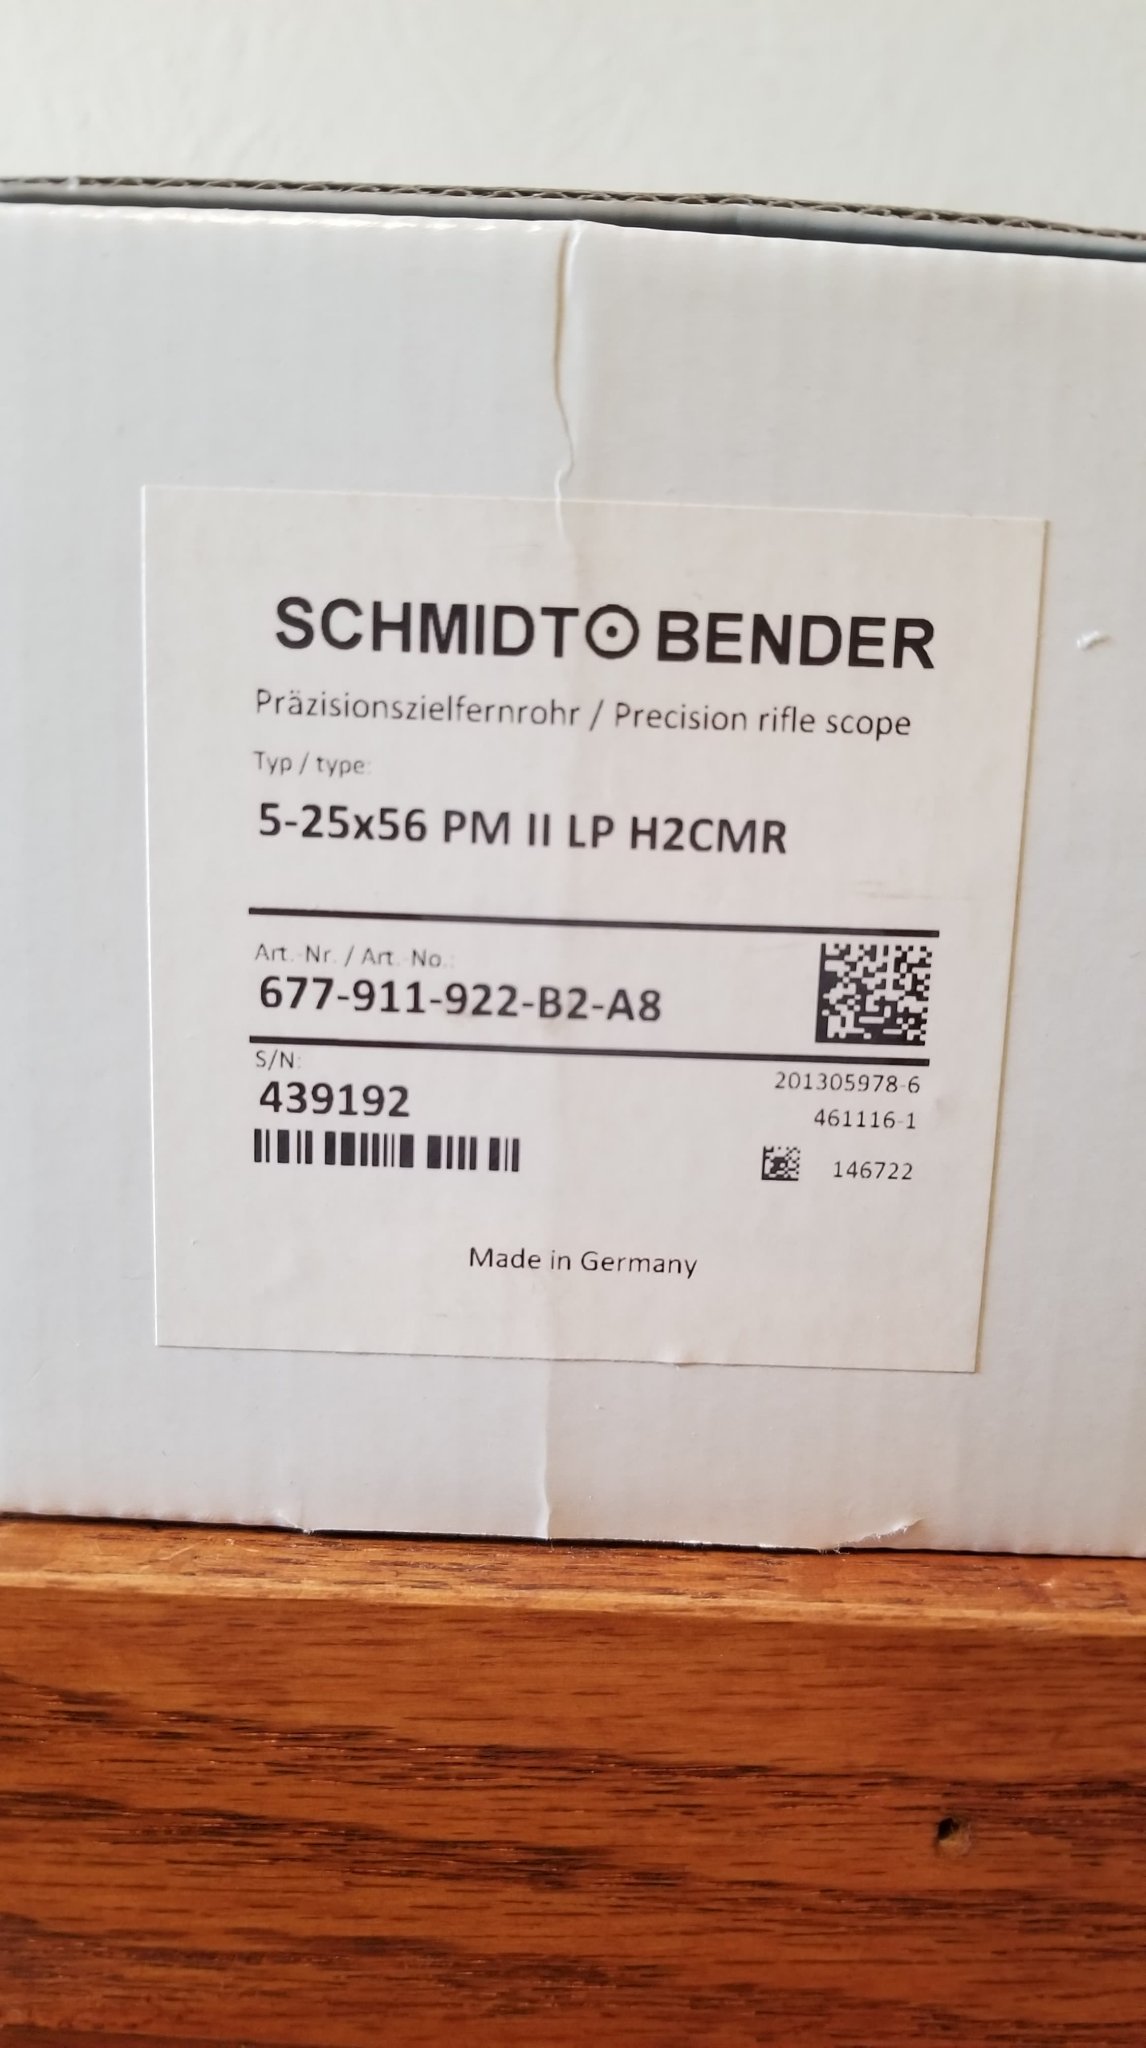 SCHMIDT BENDER
Präzisionszielfernrohr / Precision rifle scope
Typ / type:
5-25x56 PM II LP H2CMR
Art.-Nr. / Art.-No.:
677-911-922-B2-A8
S/N:
439192
201305978-6
461116-1
146722
Made in Germany